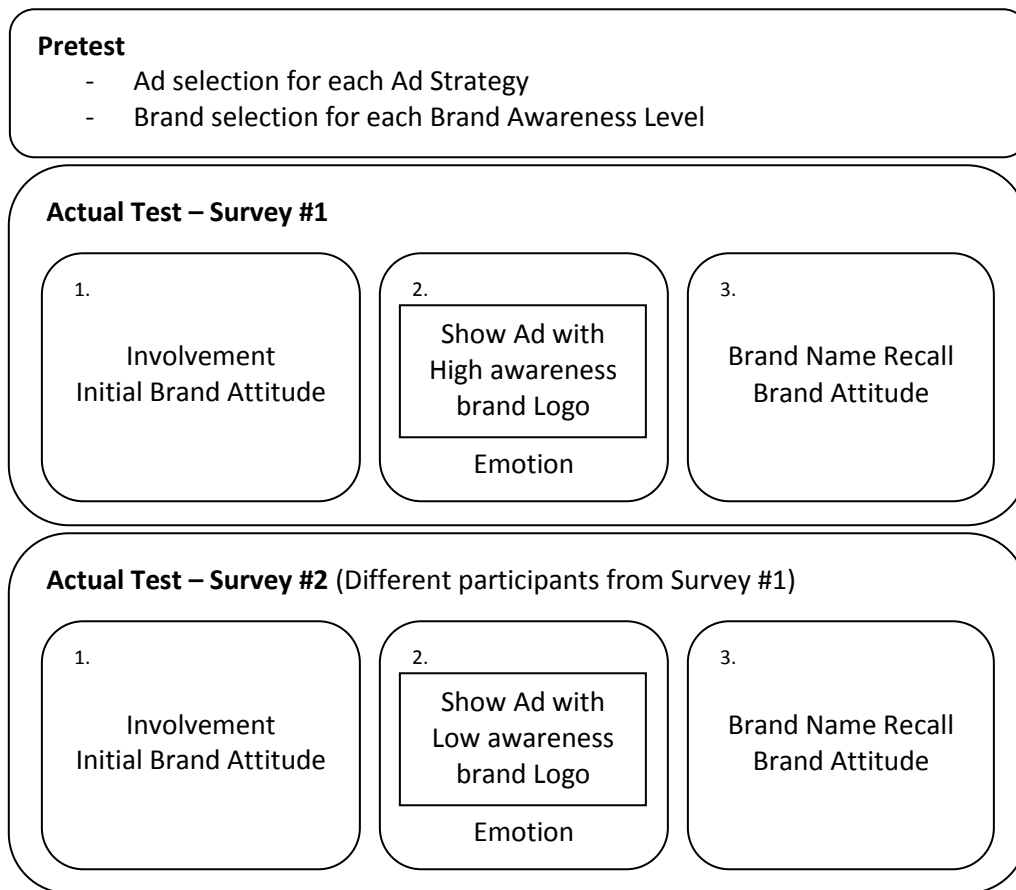 Pretest
- Ad selection for each Ad Strategy
- Brand selection for each Brand Awareness Level
Actual Test – Survey #1
1.
Involvement
Initial Brand Attitude
2.
Show Ad with
High awareness
brand Logo
Emotion
3.
Brand Name Recall
Brand Attitude
Actual Test – Survey #2 (Different participants from Survey #1)
1.
Involvement
Initial Brand Attitude
2.
Show Ad with
Low awareness
brand Logo
Emotion
3.
Brand Name Recall
Brand Attitude